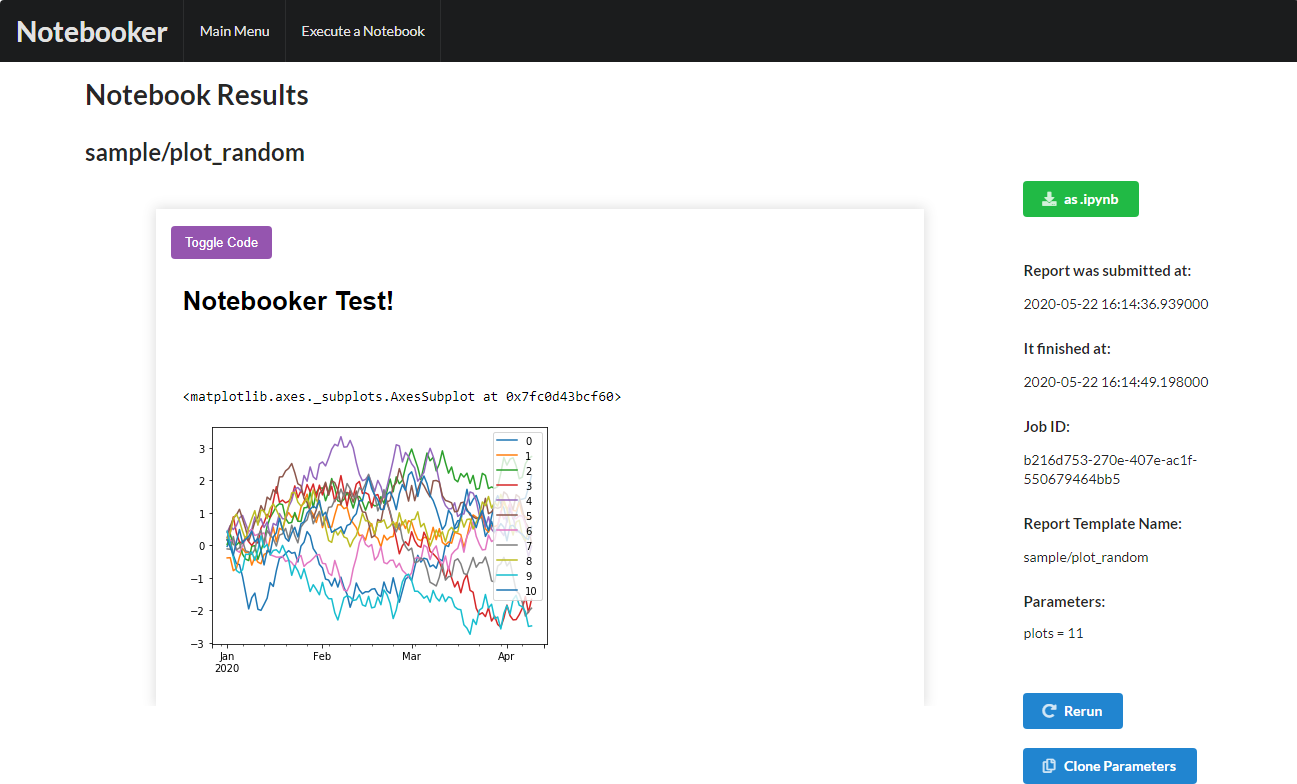 Notebooker
Main Menu
Execute a Notebook
Notebook Results
sample/plot_random
as .ipynb
Toggle Code
Notebooker Test!
<matplotlib.axes._subplots.AxesSubplot at 0x7fc0d43bcf60>
3
2
1
0
−1
−2
−3
Jan
2020
Feb
Mar
Apr
0
1
2
3
4
5
6
7
8
9
10
Report was submitted at:
2020-05-22 16:14:36.939000
It finished at:
2020-05-22 16:14:49.198000
Job ID:
b216d753-270e-407e-ac1f-
550679464bb5
Report Template Name:
sample/plot_random
Parameters:
plots = 11
Rerun
Clone Parameters